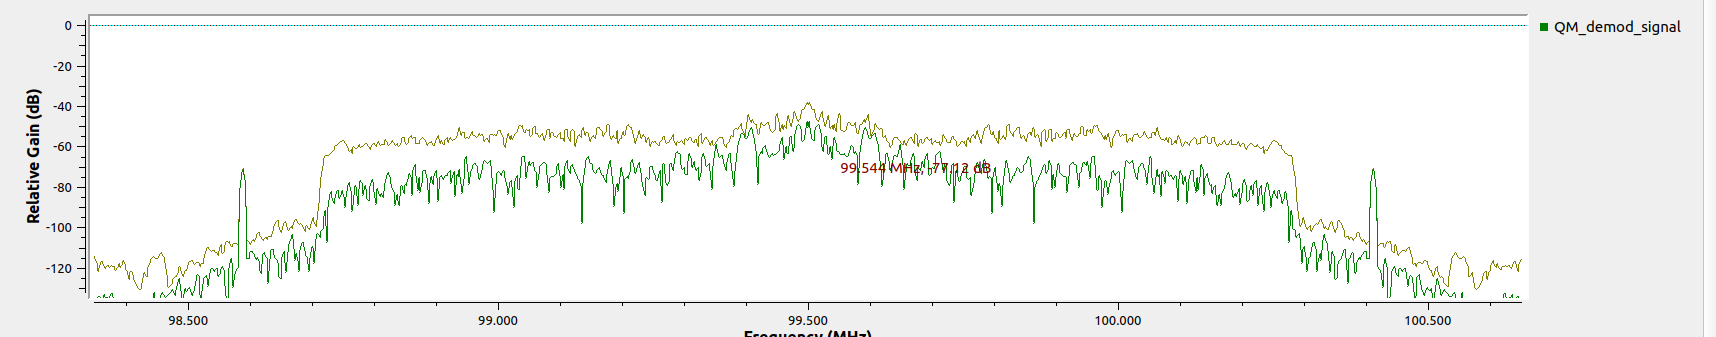 0
-20
-40
-60
-80
-100
-120
Relative Gain (dB)
QM_demod_signal
99.544 MHz, -77.12 dB
98.500 99.000 99.500 100.000 100.500
Frequency (MHz)